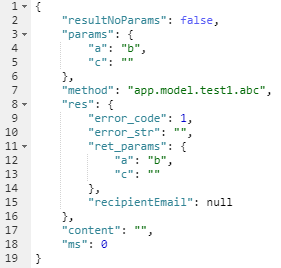 1 {
2     "resultNoParams": false,
3     "params": {
4         "a": "b",
5         "c": ""
6     },
7     "method": "app.model.test1.abc",
8     "res": {
9         "error_code": 1,
10         "error_str": "",
11         "ret_params": {
12             "a": "b",
13             "c": ""
14         },
15         "recipientEmail": null
16     },
17     "content": "",
18     "ms": 0
19 }